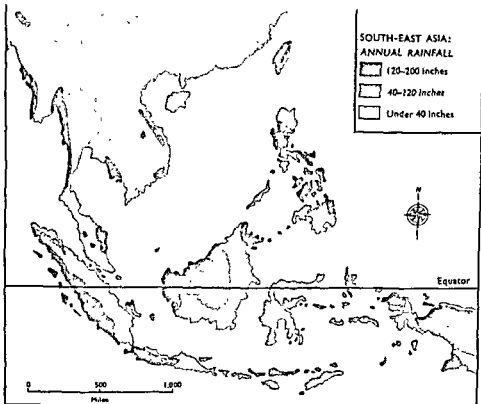 SOUTH-EAST ASIA:
ANNUAL RAINFALL
120–200 Inches
40–120 Inches
Under 40 Inches
N
Equator
0 500 1,000
Miles